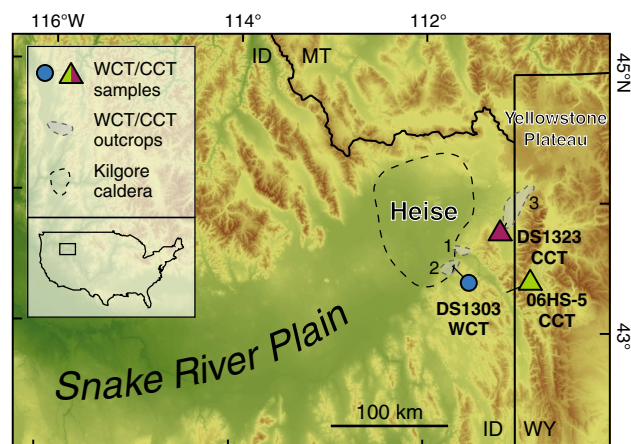 116°W
114°
112°
45°N
43°
ID
MT
WCT/CCT
samples
WCT/CCT
outcrops
Kilgore
caldera
Yellowstone
Plateau
Heise
3
1
2
DS1323
CCT
DS1303
WCT
06HS-5
CCT
Snake River Plain
100 km
ID
WY